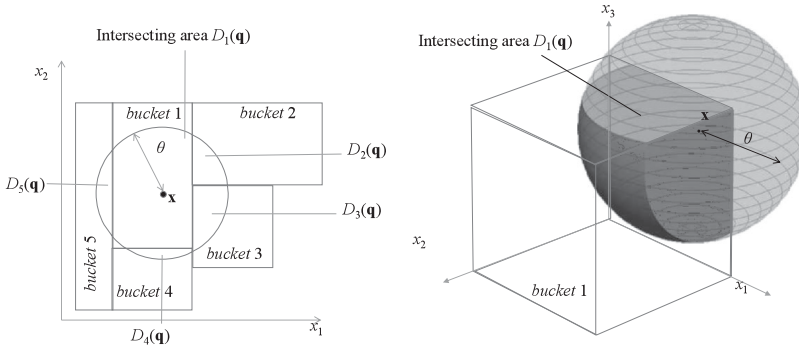 Intersecting area D₁(q)
x₂
bucket 1
bucket 2
θ
D₂(q)
D₅(q)
x
D₃(q)
bucket 5
bucket 3
bucket 4
D₄(q)
x₁
x₃
Intersecting area D₁(q)
x
θ
x₂
bucket 1
x₁